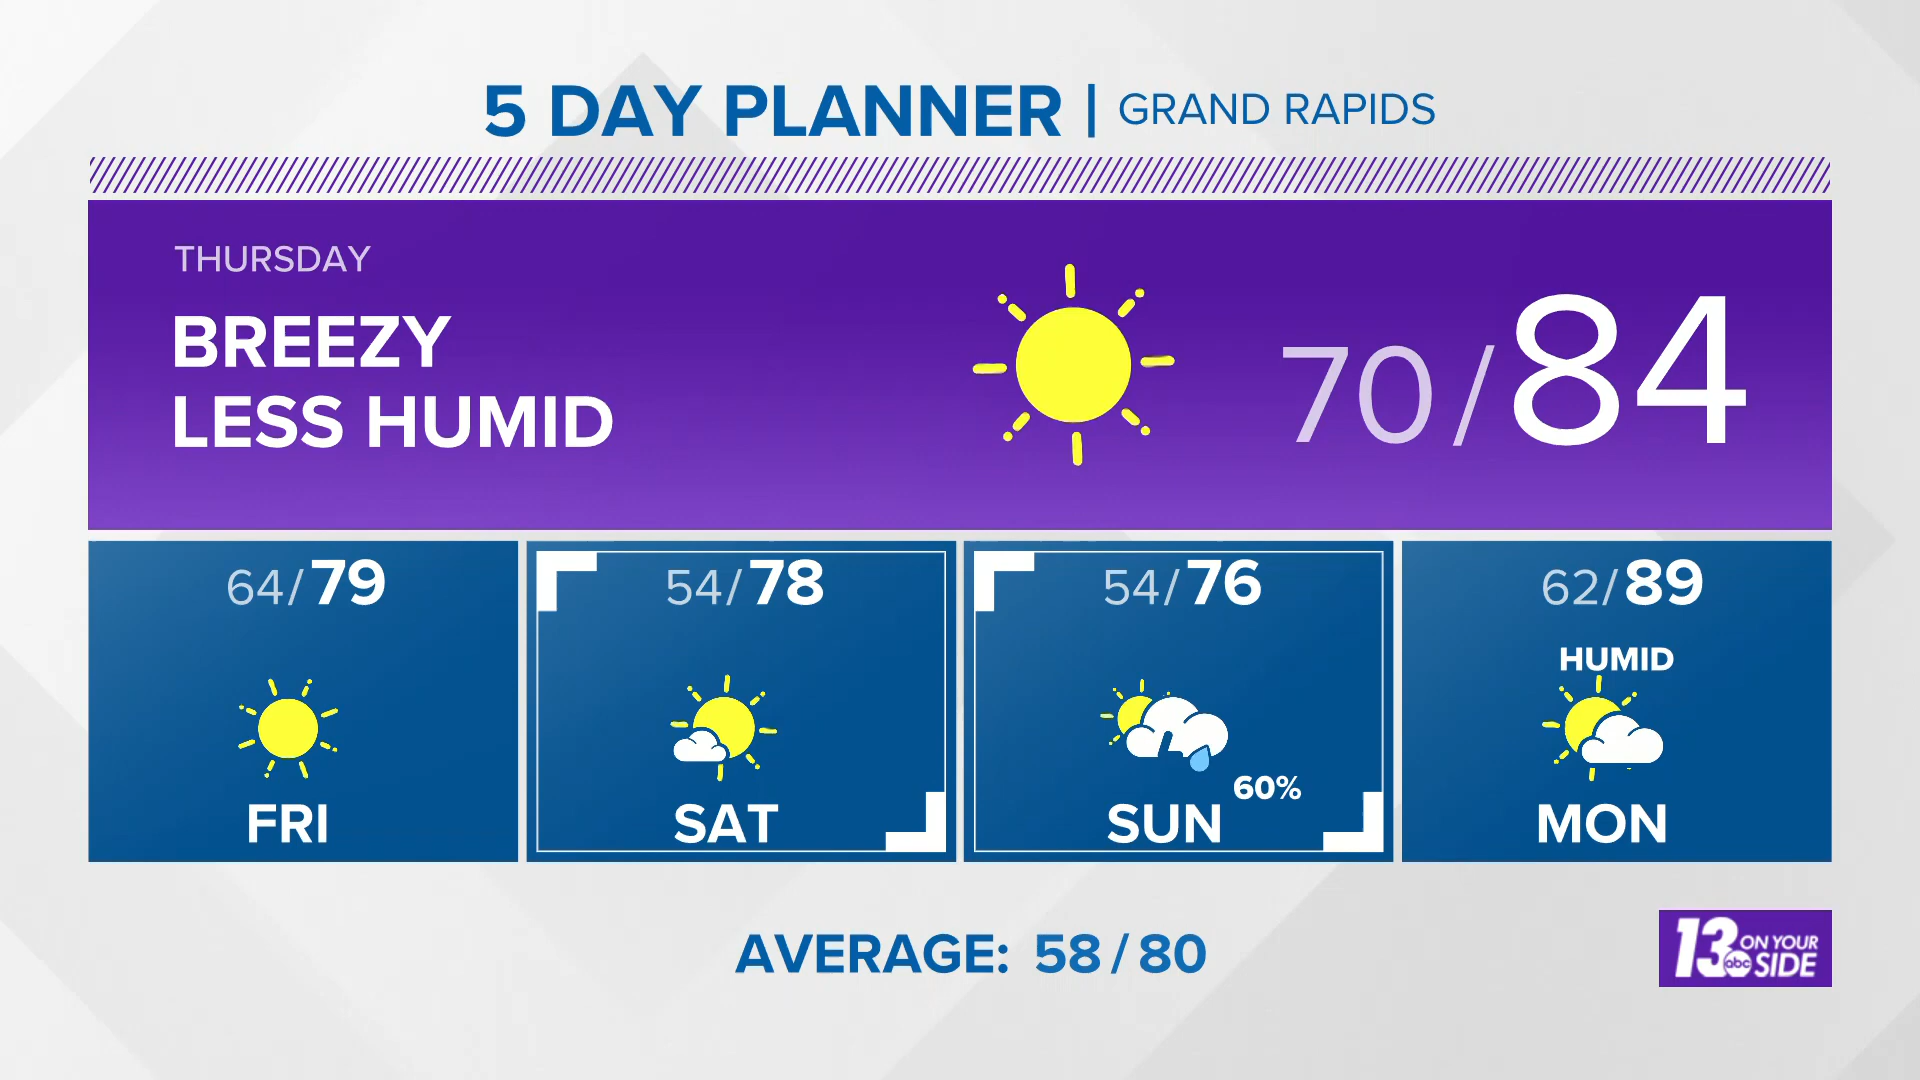 5 DAY PLANNER | GRAND RAPIDS
THURSDAY
BREEZY
LESS HUMID
70/84
64/79
FRI
54/78
SAT
54/76
60%
SUN
62/89
HUMID
MON
AVERAGE: 58/80
13 ON YOUR
abc SIDE